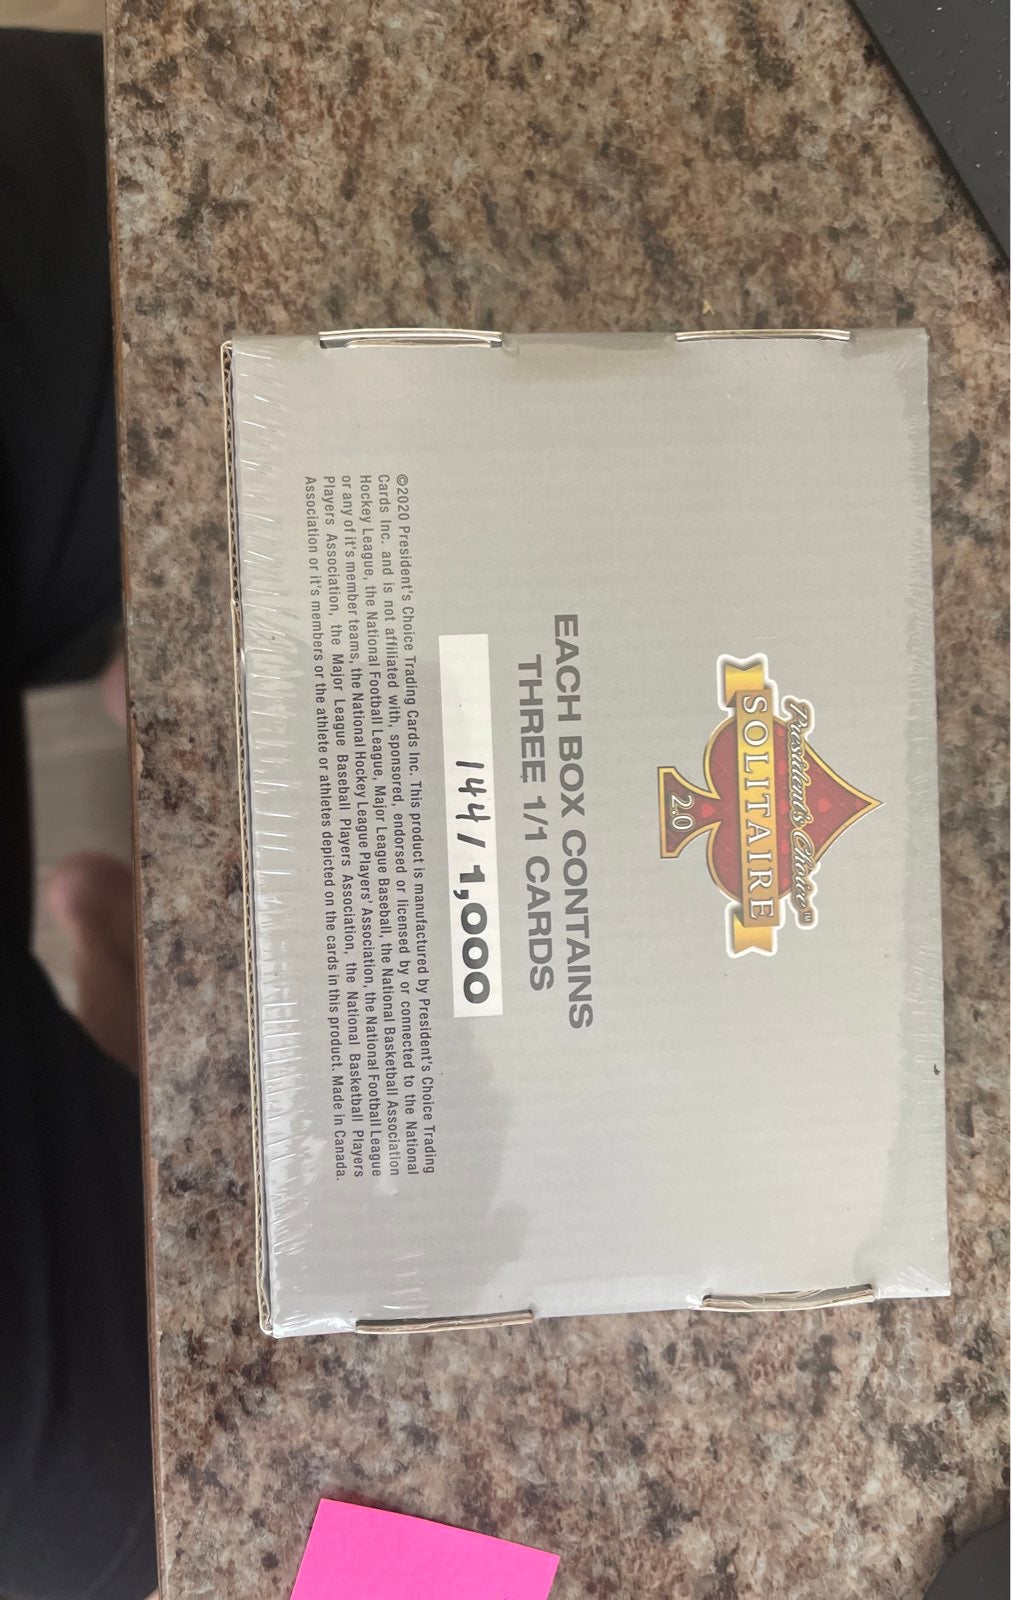 President's Choice™
SOLITAIRE
2.0
EACH BOX CONTAINS
THREE 1/1 CARDS
144/1,000
©2020 President's Choice Trading Cards Inc. This product is manufactured by President's Choice Trading
Cards Inc. and is not affiliated with, sponsored, endorsed or licensed by or connected to the National
Hockey League, the National Football League, Major League Baseball, the National Basketball Association
or any of it's member teams, the National Hockey League Players' Association, the National Football League
Players Association, the Major League Baseball Players Association, the National Basketball Players
Association or it's members or the athlete or athletes depicted on the cards in this product. Made in Canada.